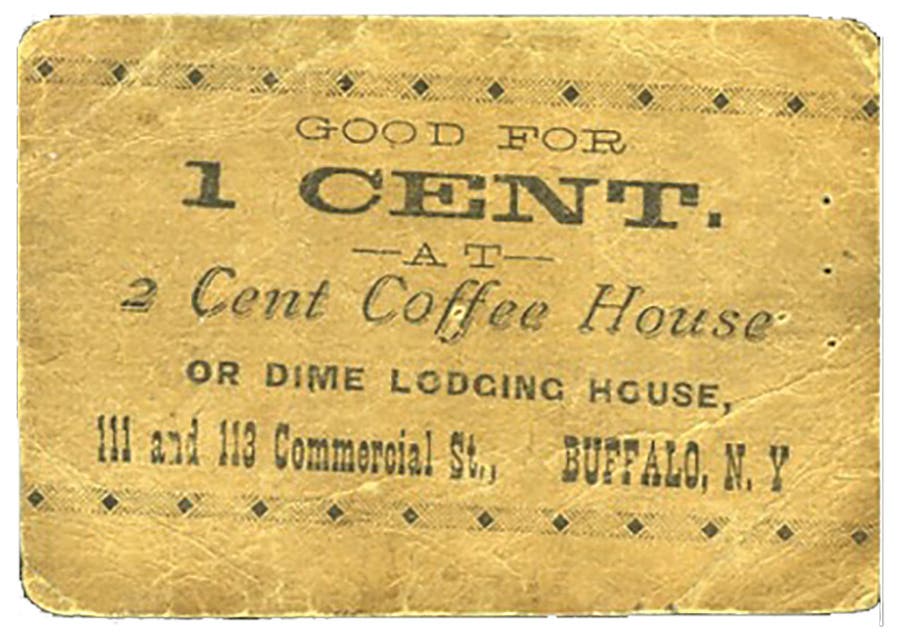 GOOD FOR
1 CENT.
—AT—
2 Cent Coffee House
OR DIME LODGING HOUSE,
111 and 113 Commercial St., BUFFALO, N. Y